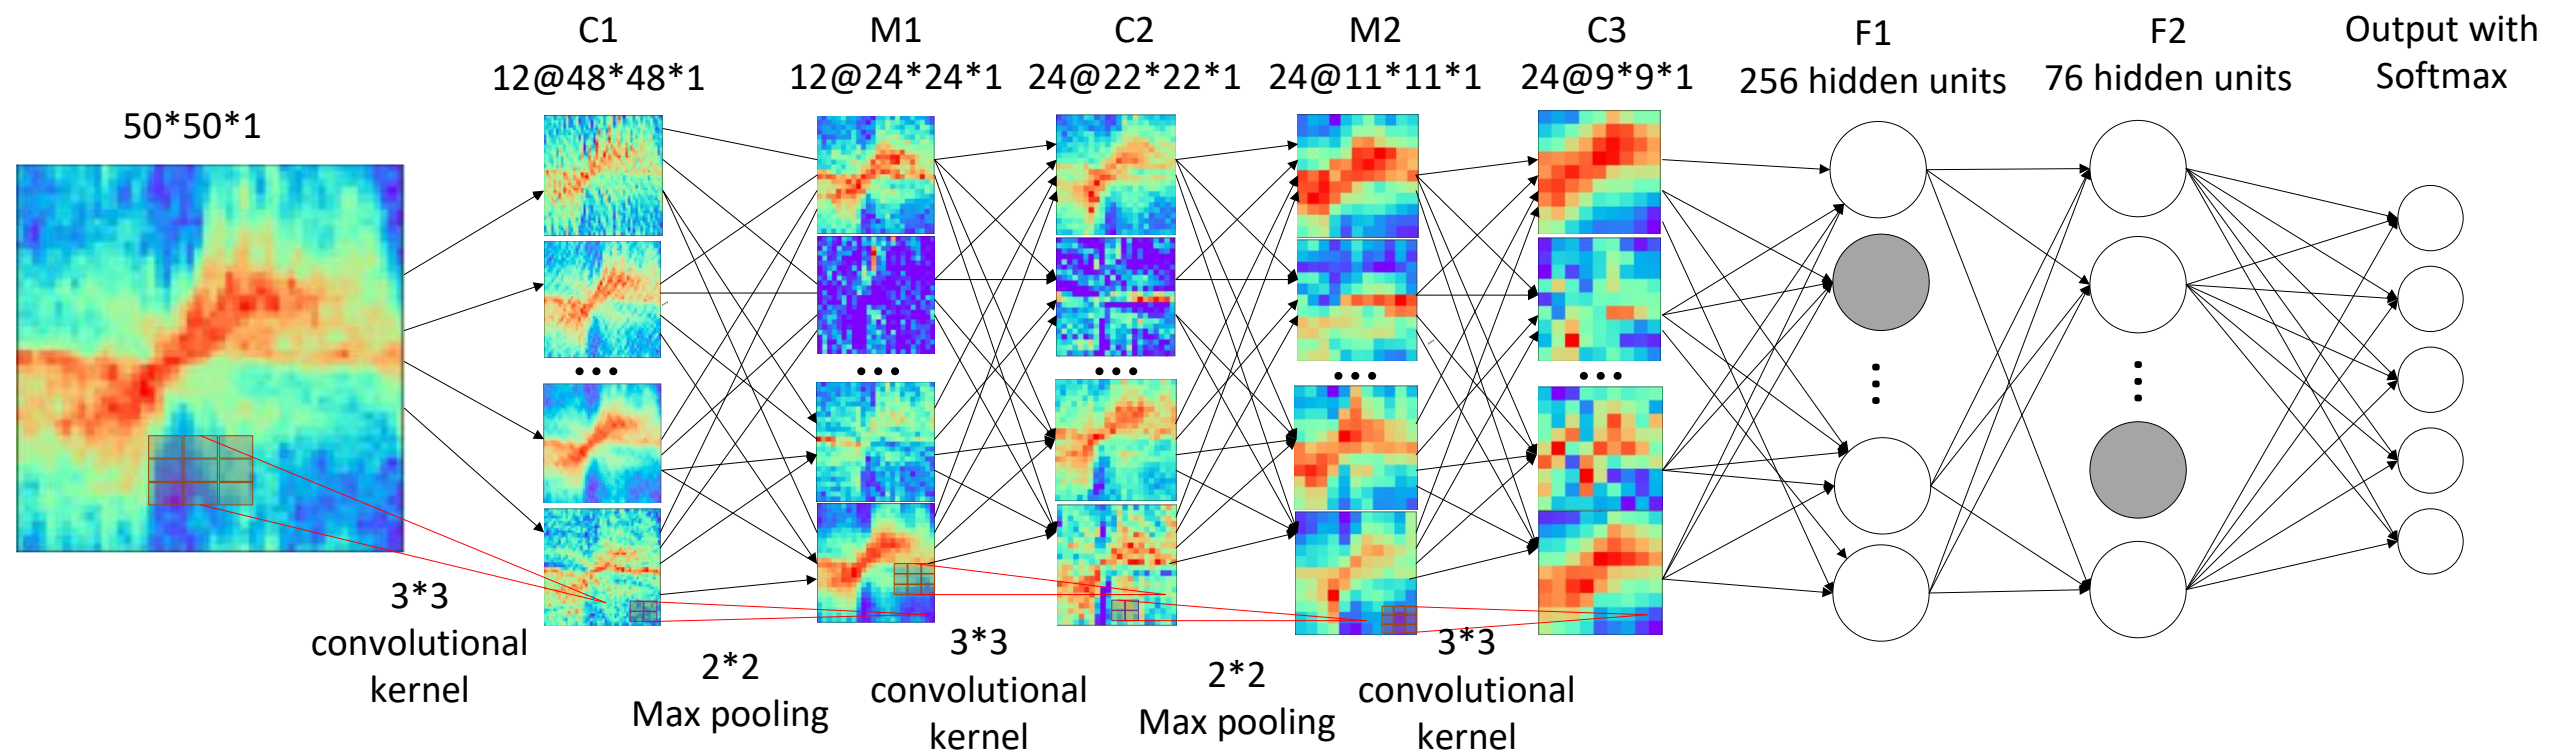 50*50*1
C1
12@48*48*1
M1
12@24*24*1
C2
24@22*22*1
M2
24@11*11*1
C3
24@9*9*1
F1
256 hidden units
F2
76 hidden units
Output with
Softmax
3*3
convolutional
kernel
2*2
Max pooling
3*3
convolutional
kernel
2*2
Max pooling
3*3
convolutional
kernel